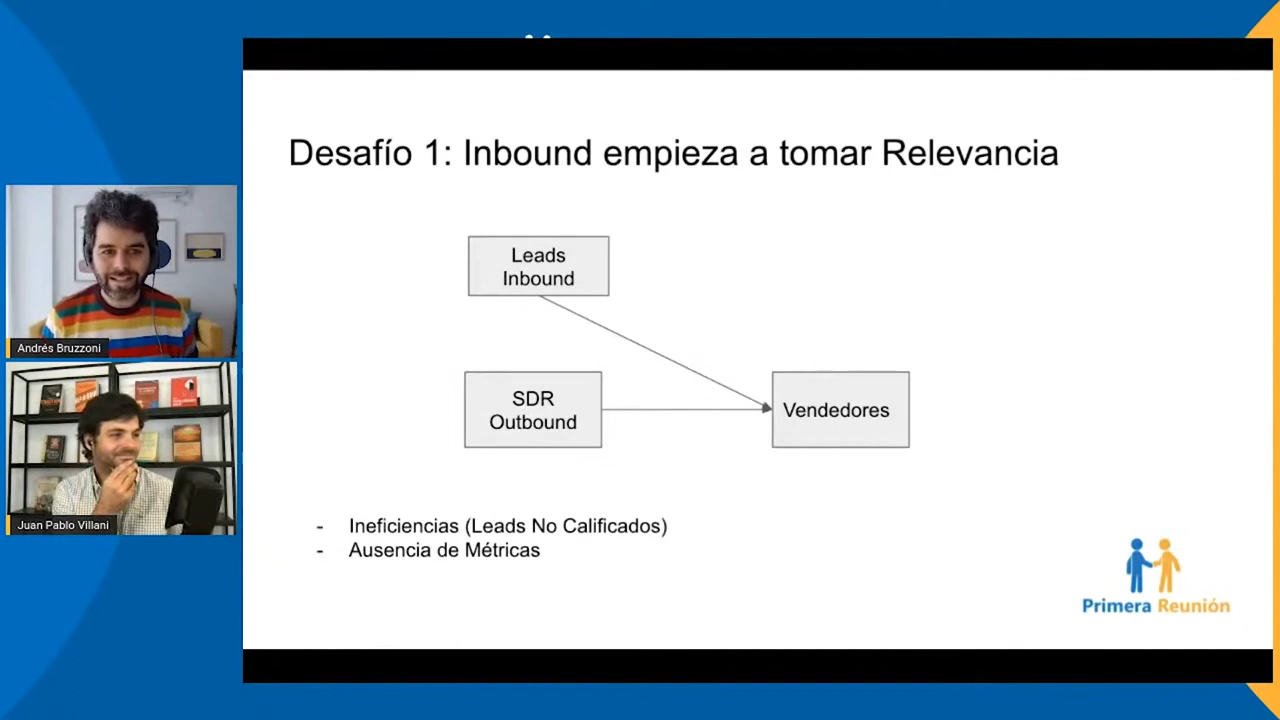 Desafío 1: Inbound empieza a tomar Relevancia
Leads
Inbound
SDR
Outbound
Vendedores
- Ineficiencias (Leads No Calificados)
- Ausencia de Métricas
Primera Reunión
Andrés Bruzzoni
Juan Pablo Villani